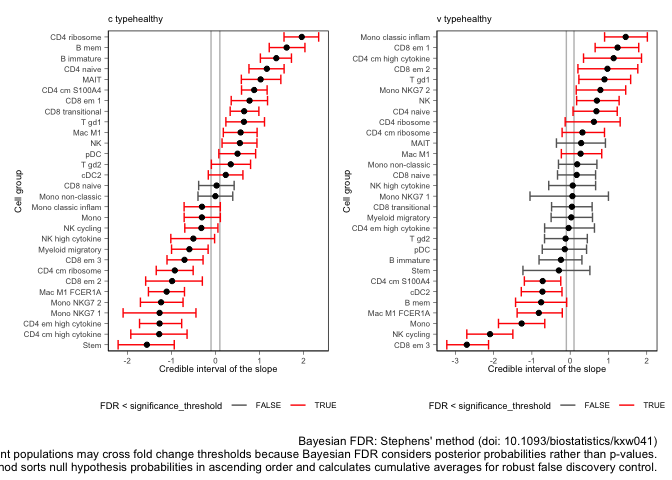 c typehealthy
CD4 ribosome
B mem
B immature
CD4 naive
MAIT
CD4 cm S100A4
CD8 em 1
CD8 transitional
T gd1
Mac M1
NK
pDC
T gd2
cDC2
CD8 naive
Mono non-classic
Mono classic inflam
Mono
NK cycling
NK high cytokine
Myeloid migratory
CD8 em 3
CD4 cm ribosome
CD8 em 2
Mac M1 FCER1A
Mono NKG7 2
Mono NKG7 1
CD4 em high cytokine
CD4 cm high cytokine
Stem
Cell group
-2 -1 0 1 2
Credible interval of the slope
FDR < significance_threshold FALSE TRUE
v typehealthy
Mono classic inflam
CD8 em 1
CD4 cm high cytokine
CD8 em 2
T gd1
Mono NKG7 2
NK
CD4 naive
CD4 ribosome
CD4 cm ribosome
MAIT
Mac M1
Mono non-classic
CD8 naive
NK high cytokine
Mono NKG7 1
CD8 transitional
Myeloid migratory
CD4 em high cytokine
T gd2
pDC
B immature
Stem
CD4 cm S100A4
cDC2
B mem
Mac M1 FCER1A
Mono
NK cycling
CD8 em 3
Cell group
-3 -2 -1 0 1 2
Credible interval of the slope
FDR < significance_threshold FALSE TRUE
Bayesian FDR: Stephens' method (doi: 10.1093/biostatistics/kxw041)
nt populations may cross fold change thresholds because Bayesian FDR considers posterior probabilities rather than p-values.
nod sorts null hypothesis probabilities in ascending order and calculates cumulative averages for robust false discovery control.